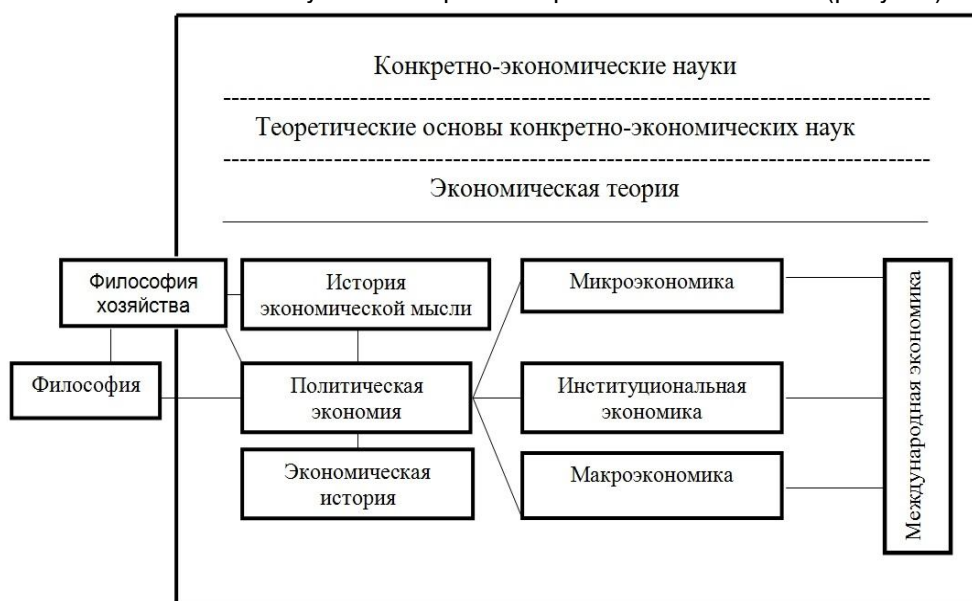 Конкретно-экономические науки
Теоретические основы конкретно-экономических наук
Экономическая теория
Философия
хозяйства
История
экономической мысли
Микроэкономика
Философия
Политическая
экономия
Институциональная
экономика
Экономическая
история
Макроэкономика
Международная экономика